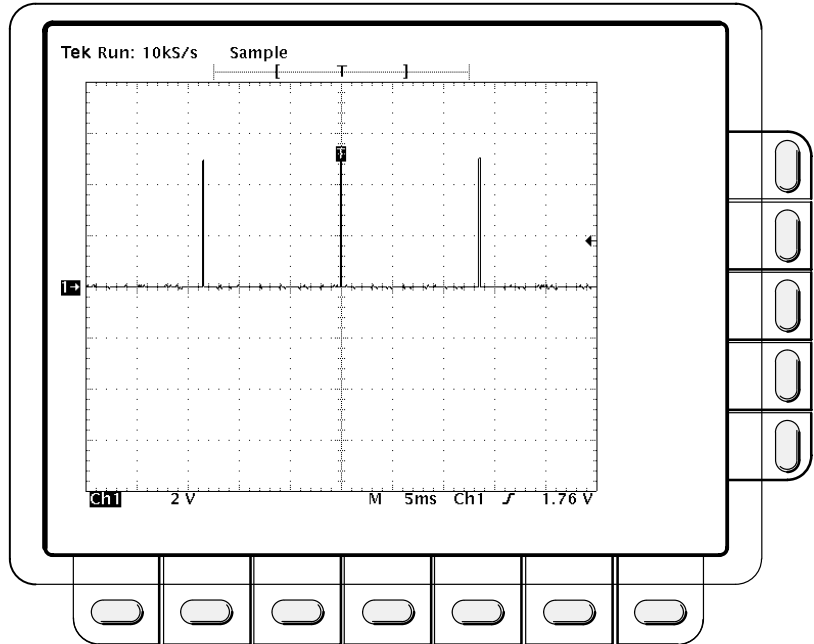 Tek Run: 10kS/s Sample
[ T ]
T
1→
Ch1 2 V M 5ms Ch1 1.76 V